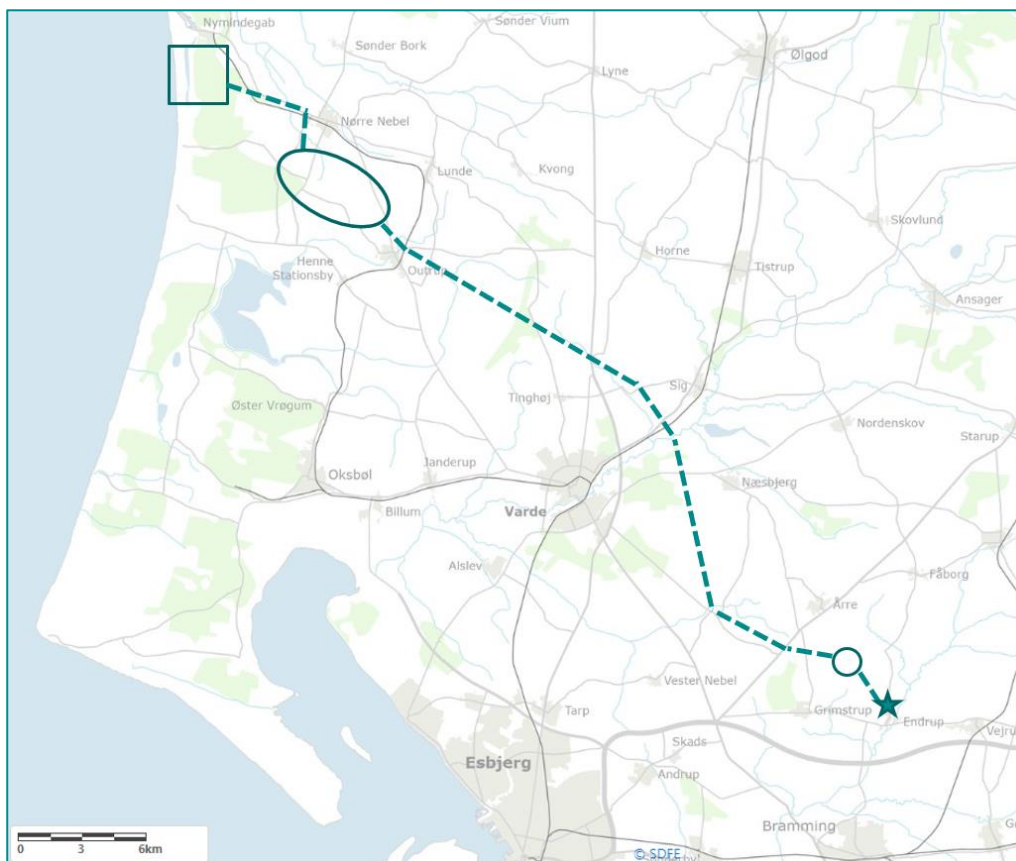 Nymindegab
Sønder Vium
Sønder Bork
Ølgod
Lyne
Nørre Nebel
Lunde
Kvong
Skovlund
Horne
Tistrup
Henne
Stationsby
Outrup
Ansager
Sig
Tinghøj
Øster Vrøgum
Nordenskov
Starup
Janderup
Oksbøl
Næsbjerg
Billum
Varde
Alslev
Fåborg
Årre
Vester Nebel
Tarp
Grimstrup
Endrup
Vejru
Skads
Esbjerg
Andrup
Bramming
0 3 6km
© SDFE